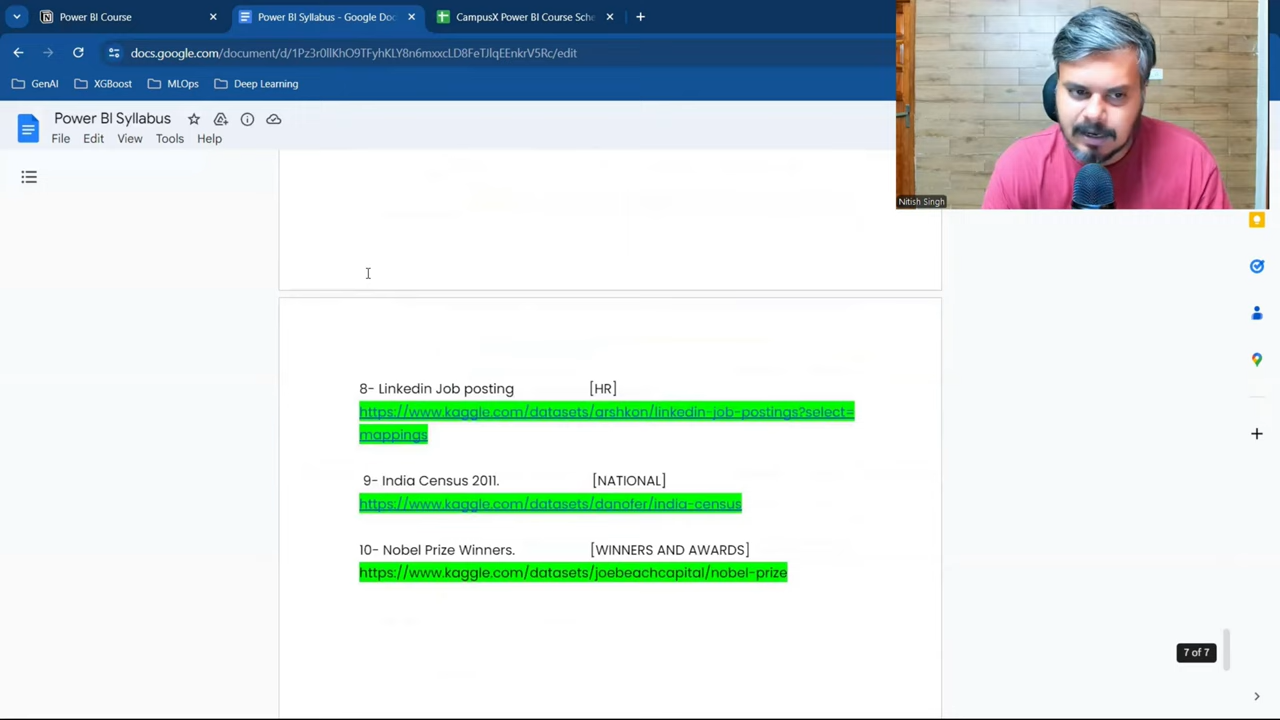 Power BI Course
Power BI Syllabus - Google Doc
CampusX Power BI Course Sche
docs.google.com/document/d/1Pz3r0llKhO9TFyhKLY8n6mxxcLD8FeTJlqEEnkrV5Rc/edit
GenAI
XGBoost
MLOps
Deep Learning
Power BI Syllabus
File Edit View Tools Help
Nitish Singh
8- Linkedin Job posting [HR]
https://www.kaggle.com/datasets/arshkon/linkedin-job-postings?select=
mappings
9- India Census 2011. [NATIONAL]
https://www.kaggle.com/datasets/danofer/india-census
10- Nobel Prize Winners. [WINNERS AND AWARDS]
https://www.kaggle.com/datasets/joebeachcapital/nobel-prize
7 of 7